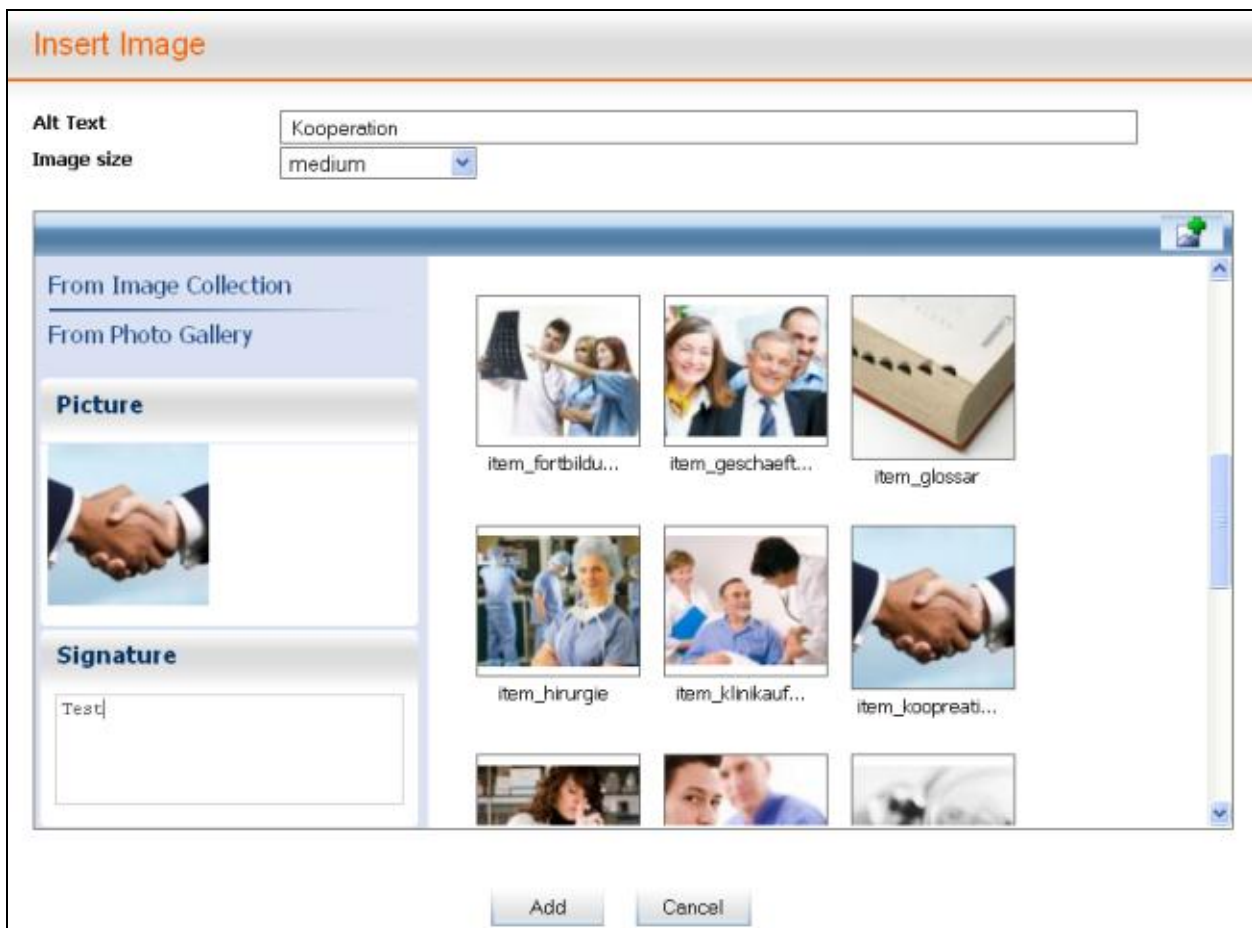 Insert Image
Alt Text
Kooperation
Image size
medium
From Image Collection
From Photo Gallery
Picture
Signature
Test
item_fortbildu...
item_geschaeft...
item_glossar
item_hirurgie
item_klinikauf...
item_koopreati...
Add
Cancel